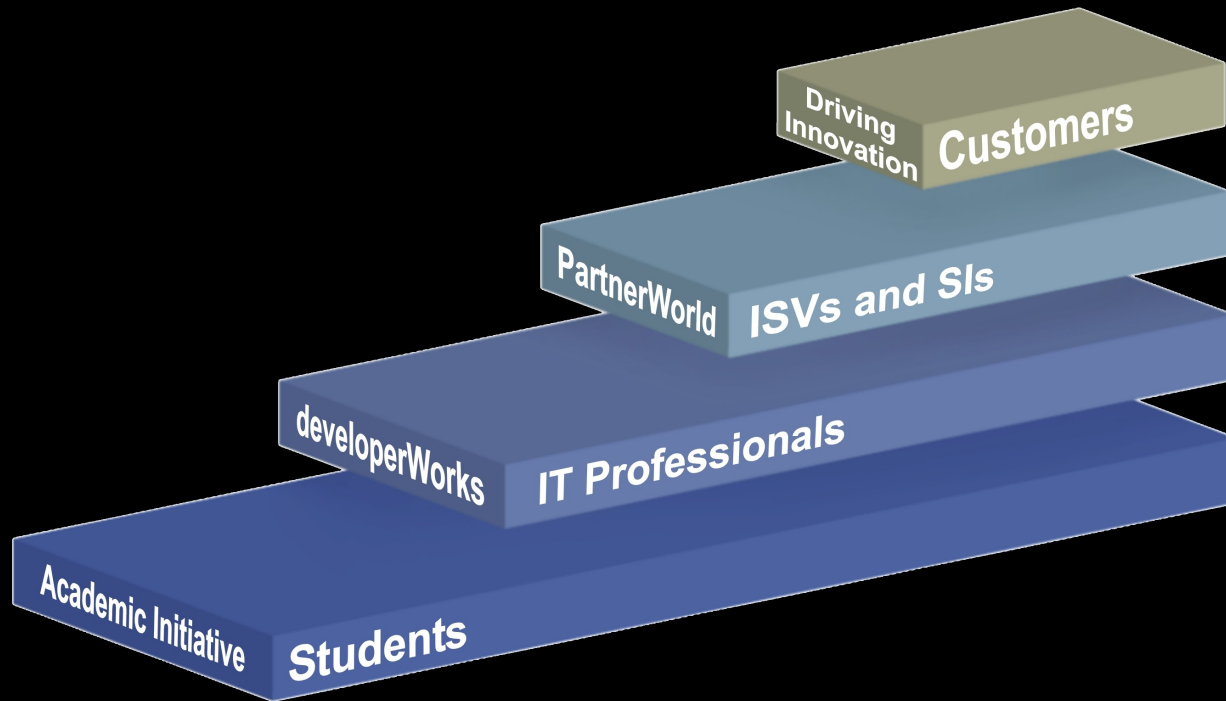 Driving
Innovation
Customers
PartnerWorld
ISVs and SIs
developerWorks
IT Professionals
Academic Initiative
Students